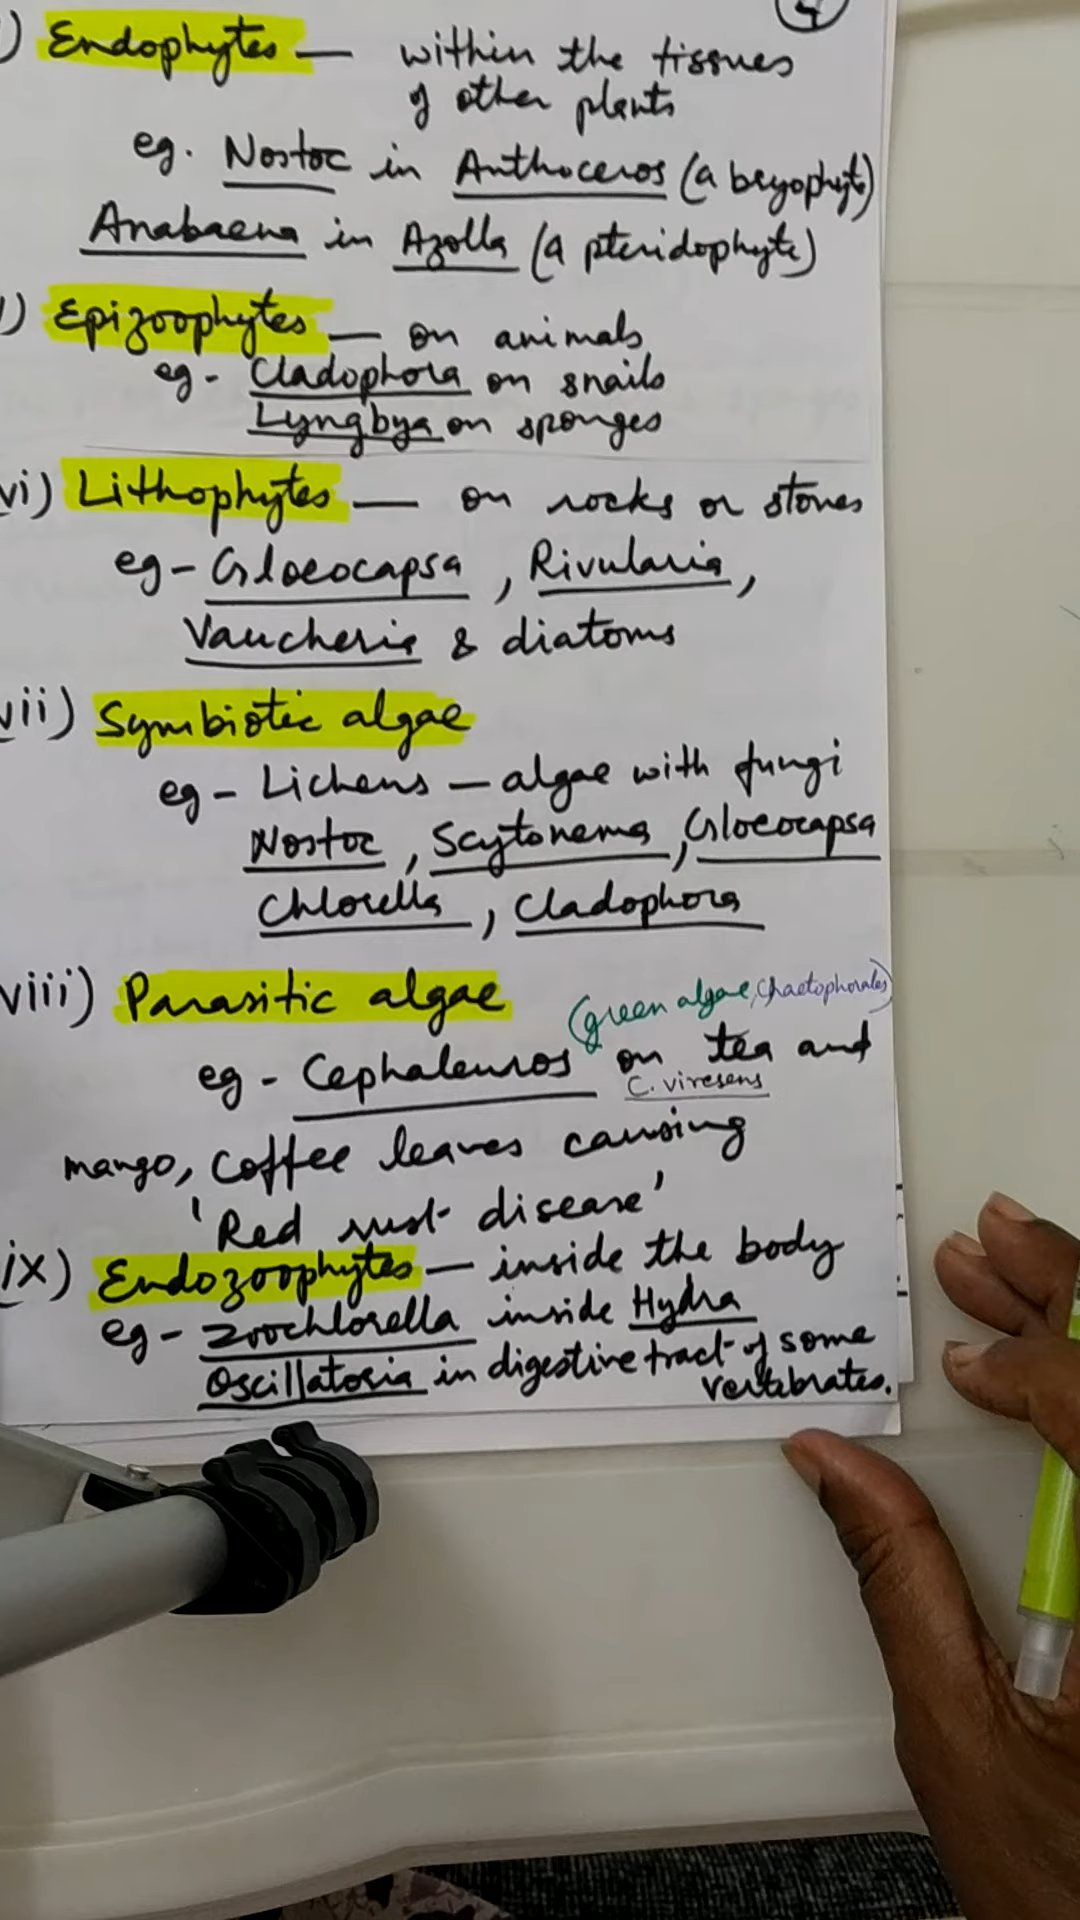 4
) Endophytes — within the tissues
of other plants
eg. Nostoc in Anthoceros (a bryophyte)
Anabaena in Azolla (a pteridophyte)
) Epizoophytes — on animals
eg - Cladophora on snails
Lyngbya on sponges
vi) Lithophytes — on rocks or stones
eg - Gloeocapsa, Rivularia,
Vaucheria & diatoms
vii) Symbiotic algae
eg - Lichens — algae with fungi
Nostoc, Scytonema, Gloeocapsa
Chlorella, Cladophora
viii) Parasitic algae
(green algae, Chaetophorales)
eg - Cephaleuros on tea and
C. viresens
mango, coffee leaves causing
'Red rust disease'
ix) Endozoophytes — inside the body
eg - Zoochlorella inside Hydra
Oscillatoria in digestive tract of some
vertebrates.